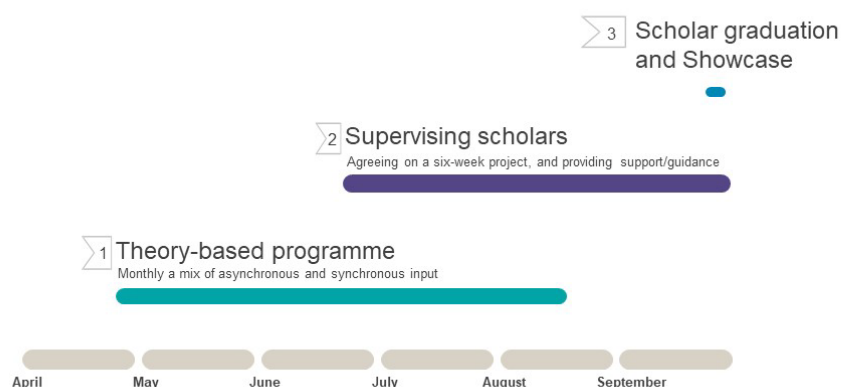 3 Scholar graduation
and Showcase
2 Supervising scholars
Agreeing on a six-week project, and providing support/guidance
1 Theory-based programme
Monthly a mix of asynchronous and synchronous input
April May June July August September